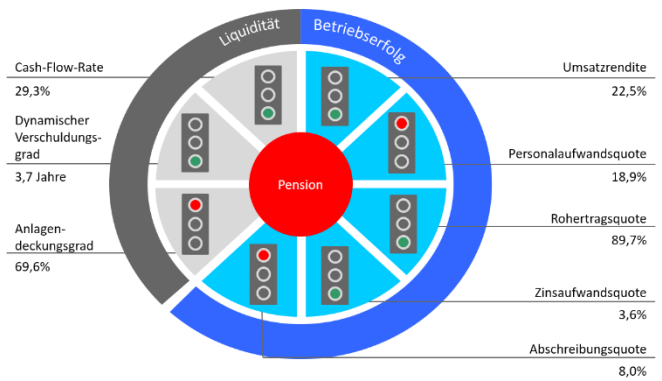 Liquidität
Betriebserfolg
Cash-Flow-Rate
29,3%
Dynamischer
Verschuldungs-
grad
3,7 Jahre
Anlagen-
deckungsgrad
69,6%
Pension
Umsatzrendite
22,5%
Personalaufwandsquote
18,9%
Rohertragsquote
89,7%
Zinsaufwandsquote
3,6%
Abschreibungsquote
8,0%